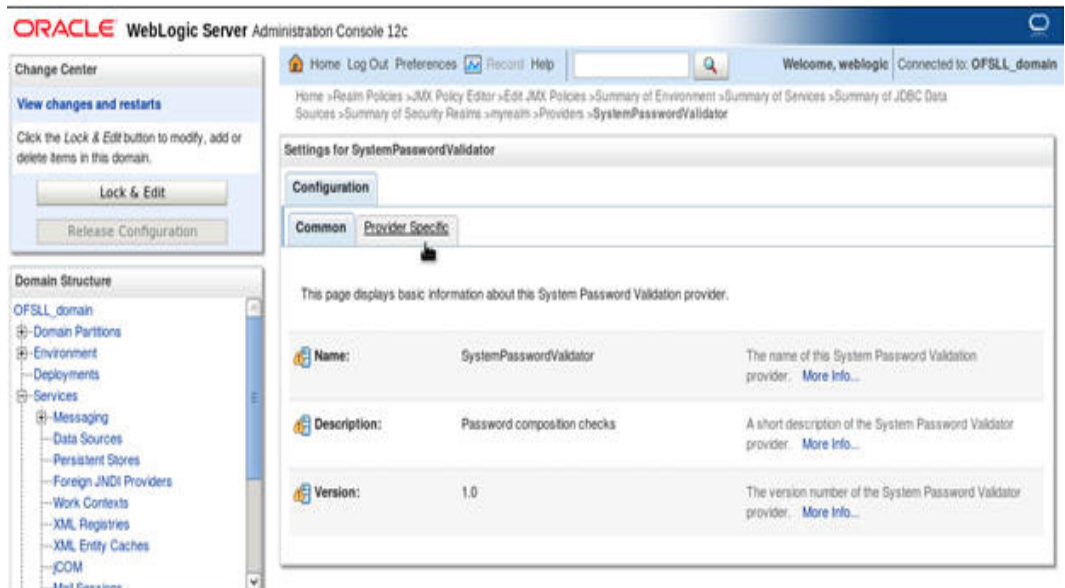 ORACLE WebLogic Server Administration Console 12c
Change Center
View changes and restarts
Click the Lock & Edit button to modify, add or
delete items in this domain.
Lock & Edit
Release Configuration
Domain Structure
OFSLL_domain
Domain Partitions
Environment
Deployments
Services
Messaging
Data Sources
Persistent Stores
Foreign JNDI Providers
Work Contexts
XML Registries
XML Entity Caches
jCOM
Mail Sessions
Home Log Out Preferences Record Help
Welcome, weblogic Connected to: OFSLL_domain
Home >Realm Policies >JMX Policy Editor >Edit JMX Policies >Summary of Environment >Summary of Services >Summary of JDBC Data
Sources >Summary of Security Realms >myrealm >Providers >SystemPasswordValidator
Settings for SystemPasswordValidator
Configuration
Common Provider Specific
This page displays basic information about this System Password Validation provider.
Name: SystemPasswordValidator The name of this System Password Validation
provider. More Info...
Description: Password composition checks A short description of the System Password Validator
provider. More Info...
Version: 1.0 The version number of the System Password Validator
provider. More Info...